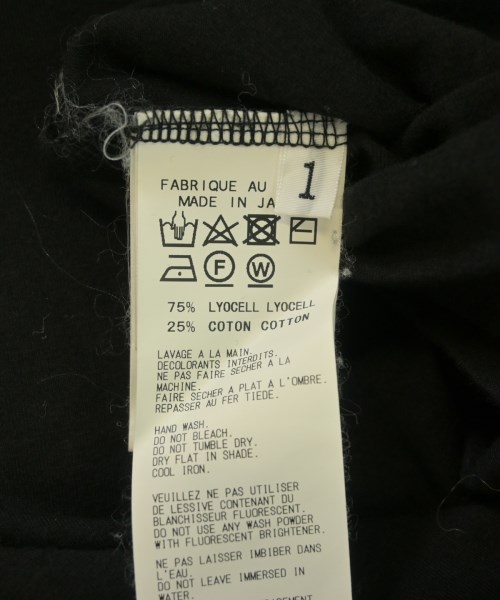 FABRIQUE AU
1
MADE IN JA
F W
75% LYOCELL LYOCELL
25% COTON COTTON
LAVAGE A LA MAIN.
DECOLORANTS INTERDITS.
NE PAS FAIRE SECHER A LA
MACHINE.
FAIRE SECHER A PLAT A L'OMBRE.
REPASSER AU FER TIEDE.
HAND WASH.
DO NOT BLEACH.
DO NOT TUMBLE DRY.
DRY FLAT IN SHADE.
COOL IRON.
VEUILLEZ NE PAS UTILISER
DE LESSIVE CONTENANT DU
BLANCHISSEUR FLUORESCENT.
DO NOT USE ANY WASH POWDER
WITH FLUORESCENT BRIGHTENER.
NE PAS LAISSER IMBIBER DANS
L'EAU.
DO NOT LEAVE IMMERSED IN
WATER.